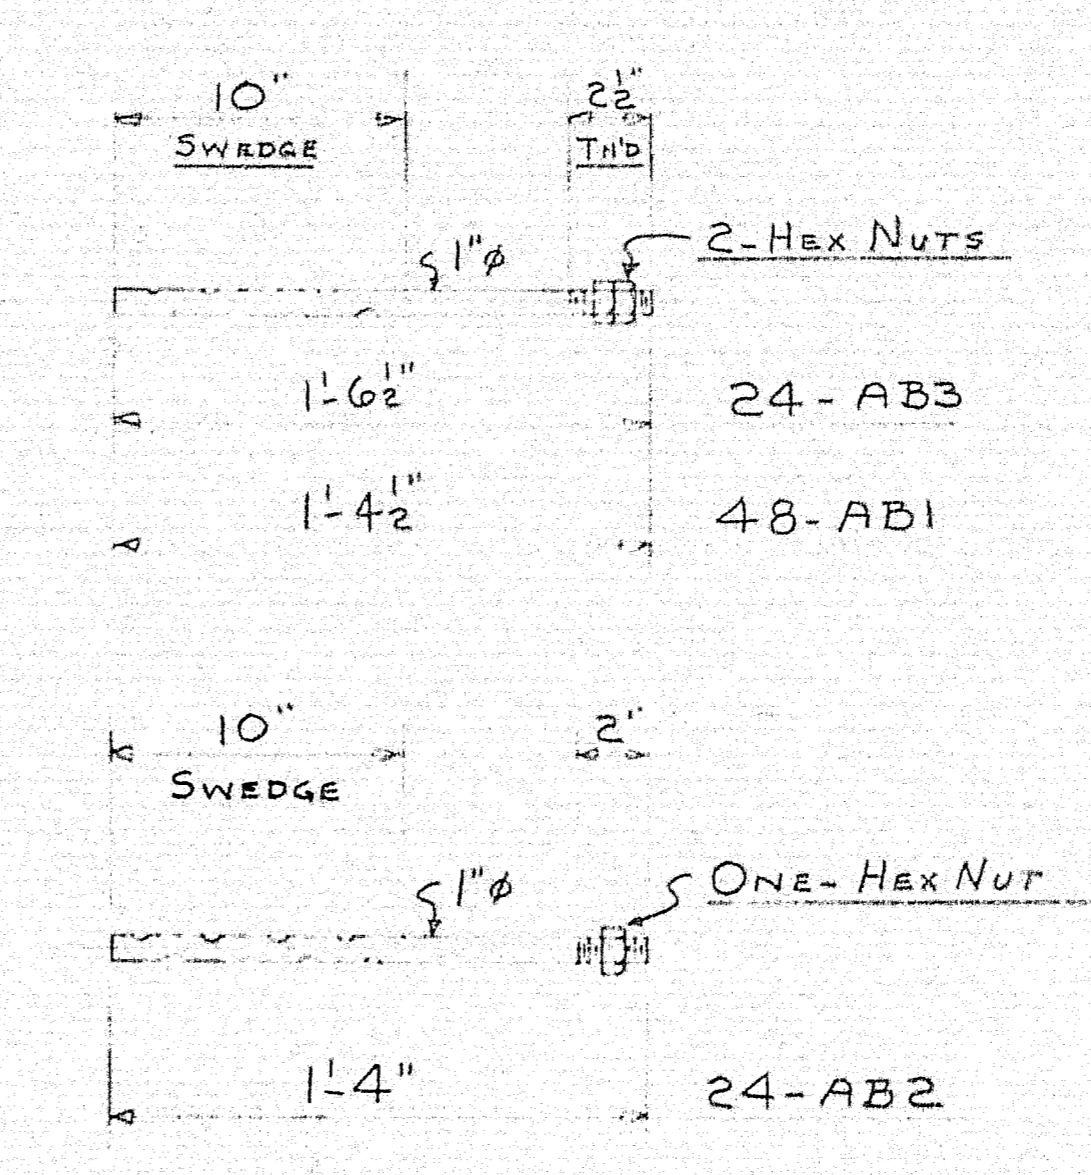 10" 2½"
SWEDGE TH'D
2-HEX NUTS
1"ø
1'-6½" 24-AB3
1'-4½" 48-AB1
10" 2"
SWEDGE
1"ø ONE-HEX NUT
1'-4" 24-AB2